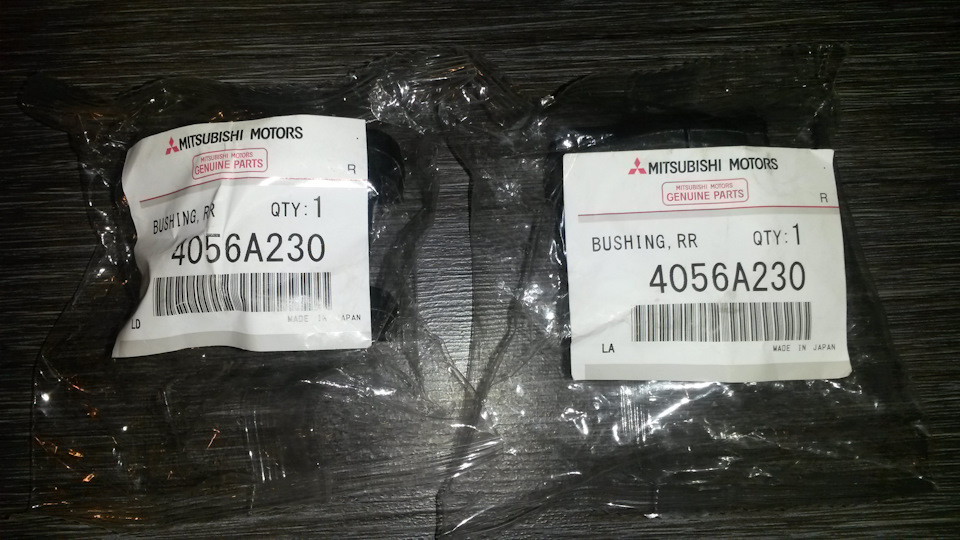 MITSUBISHI MOTORS
MITSUBISHI MOTORS
GENUINE PARTS
R
BUSHING, RR QTY: 1
4056A230
LD MADE IN JAPAN
MITSUBISHI MOTORS
MITSUBISHI MOTORS
GENUINE PARTS
R
BUSHING, RR QTY: 1
4056A230
LA MADE IN JAPAN